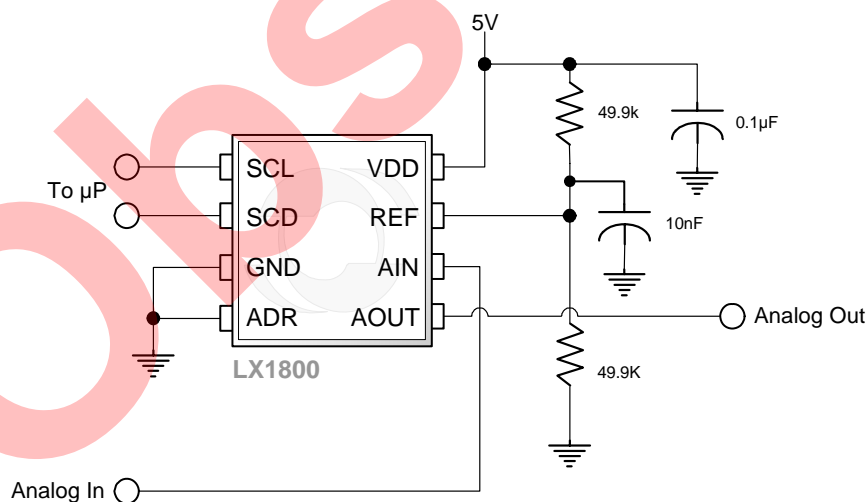 5V
49.9k
0.1µF
SCL
VDD
To µP
SCD
REF
10nF
GND
AIN
ADR
AOUT
Analog Out
LX1800
49.9K
Analog In
Obs